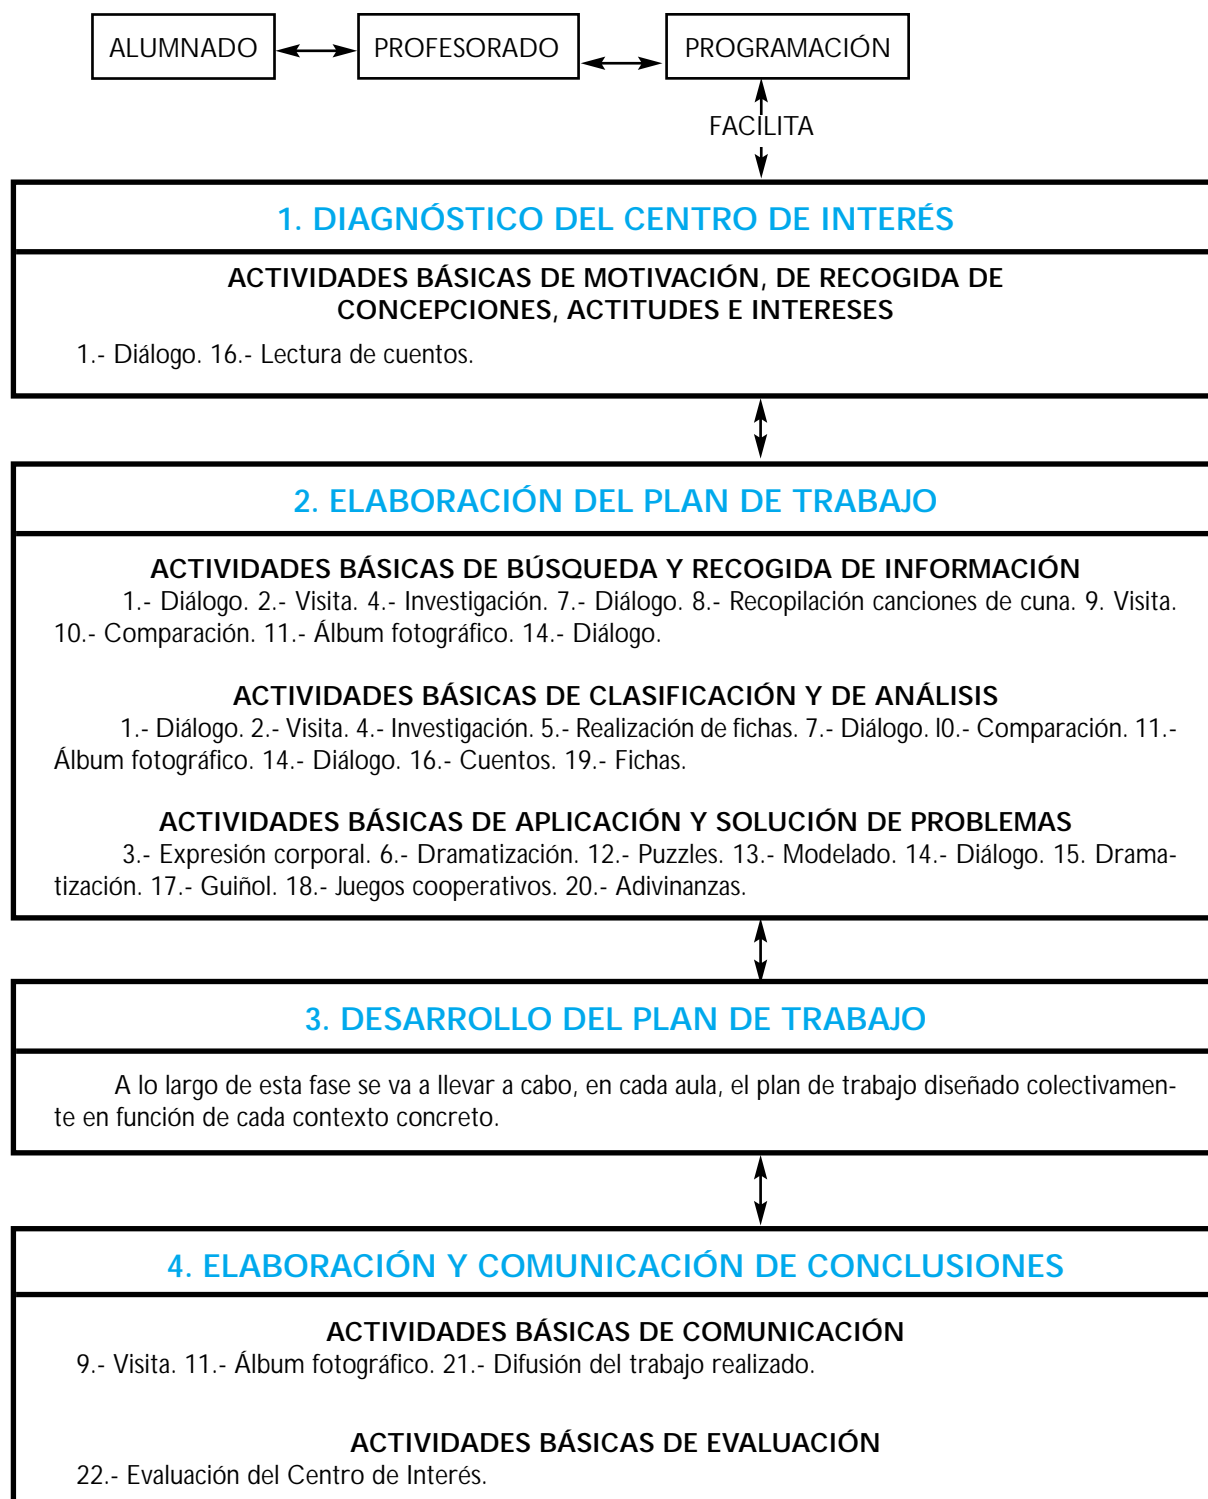 ALUMNADO PROFESORADO PROGRAMACIÓN
FACILITA
1. DIAGNÓSTICO DEL CENTRO DE INTERÉS
ACTIVIDADES BÁSICAS DE MOTIVACIÓN, DE RECOGIDA DE
CONCEPCIONES, ACTITUDES E INTERESES
1.- Diálogo. 16.- Lectura de cuentos.
2. ELABORACIÓN DEL PLAN DE TRABAJO
ACTIVIDADES BÁSICAS DE BÚSQUEDA Y RECOGIDA DE INFORMACIÓN
1.- Diálogo. 2.- Visita. 4.- Investigación. 7.- Diálogo. 8.- Recopilación canciones de cuna. 9. Visita.
10.- Comparación. 11.- Álbum fotográfico. 14.- Diálogo.
ACTIVIDADES BÁSICAS DE CLASIFICACIÓN Y DE ANÁLISIS
1.- Diálogo. 2.- Visita. 4.- Investigación. 5.- Realización de fichas. 7.- Diálogo. l0.- Comparación. 11.-
Álbum fotográfico. 14.- Diálogo. 16.- Cuentos. 19.- Fichas.
ACTIVIDADES BÁSICAS DE APLICACIÓN Y SOLUCIÓN DE PROBLEMAS
3.- Expresión corporal. 6.- Dramatización. 12.- Puzzles. 13.- Modelado. 14.- Diálogo. 15. Drama-
tización. 17.- Guiñol. 18.- Juegos cooperativos. 20.- Adivinanzas.
3. DESARROLLO DEL PLAN DE TRABAJO
A lo largo de esta fase se va a llevar a cabo, en cada aula, el plan de trabajo diseñado colectivamen-
te en función de cada contexto concreto.
4. ELABORACIÓN Y COMUNICACIÓN DE CONCLUSIONES
ACTIVIDADES BÁSICAS DE COMUNICACIÓN
9.- Visita. 11.- Álbum fotográfico. 21.- Difusión del trabajo realizado.
ACTIVIDADES BÁSICAS DE EVALUACIÓN
22.- Evaluación del Centro de Interés.